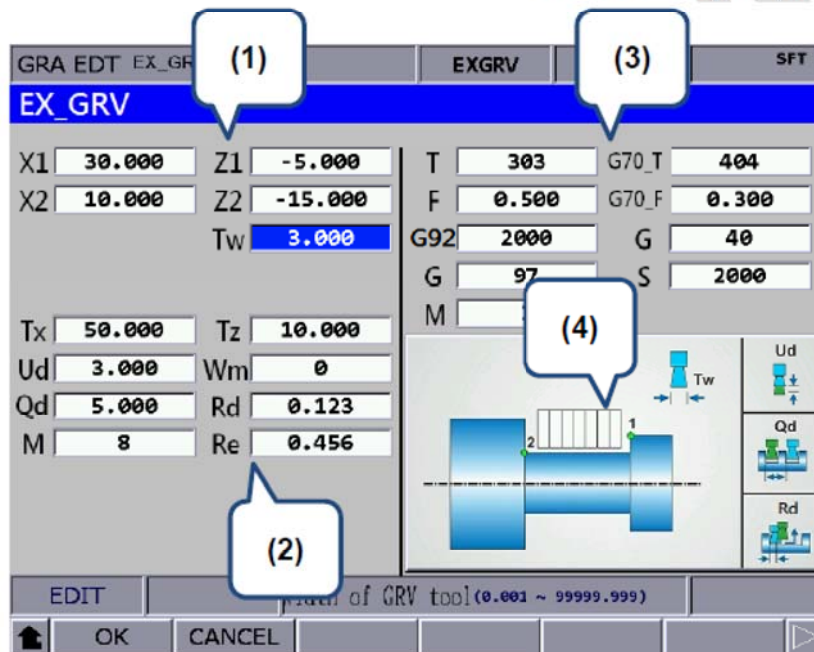 GRA EDT EX_GR (1) EXGRV (3) SFT
EX_GRV
X1 30.000 Z1 -5.000 T 303 G70_T 404
X2 10.000 Z2 -15.000 F 0.500 G70_F 0.300
Tw 3.000 G92 2000 G 40
G 97 S 2000
M
Tx 50.000 Tz 10.000
Ud 3.000 Wm 0
Qd 5.000 Rd 0.123
M 8 Re 0.456
(4)
Tw
1
2
Ud
Qd
Rd
(2)
EDIT of GRV tool(0.001 ~ 99999.999)
OK CANCEL